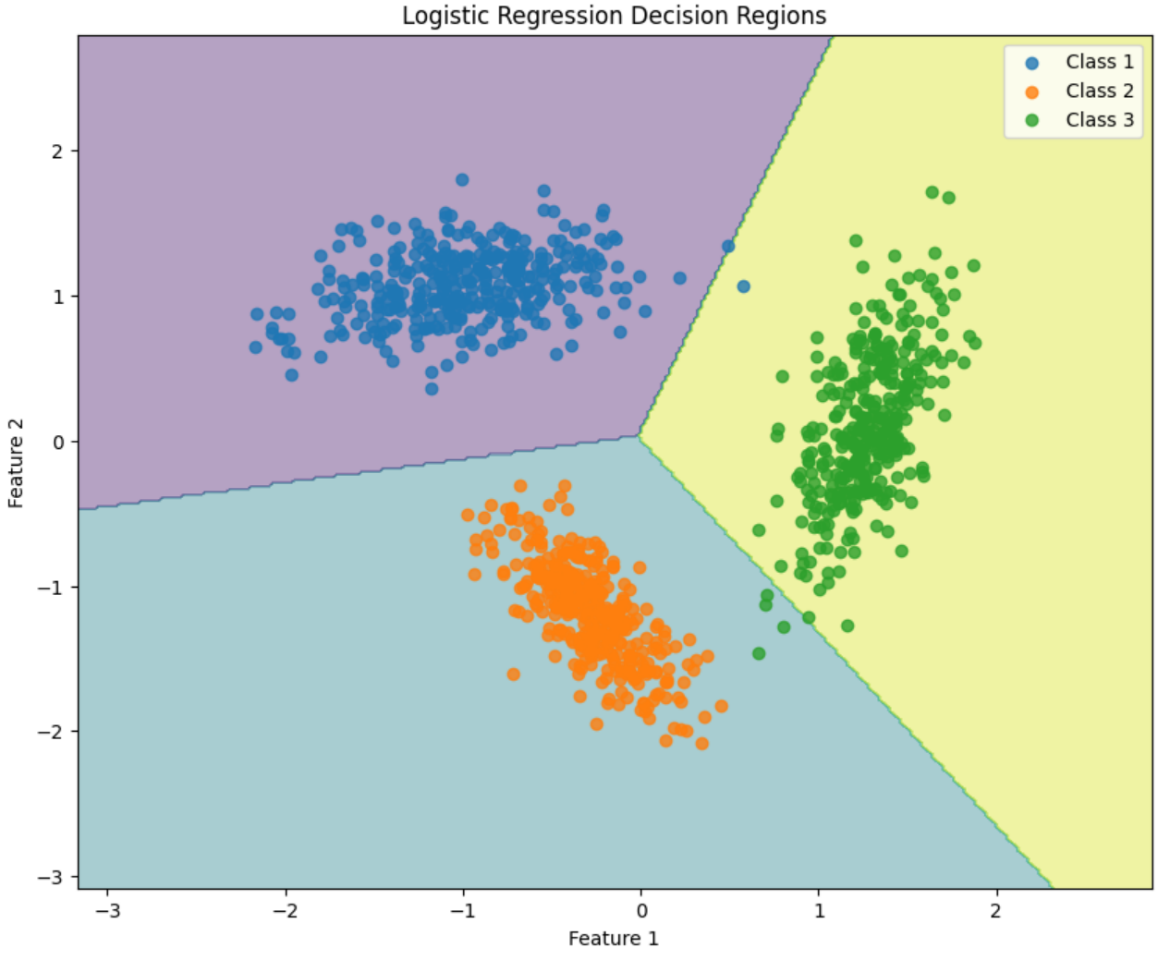 Logistic Regression Decision Regions
Class 1
Class 2
Class 3
2
1
0
−1
−2
−3
Feature 2
−3
−2
−1
0
1
2
Feature 1